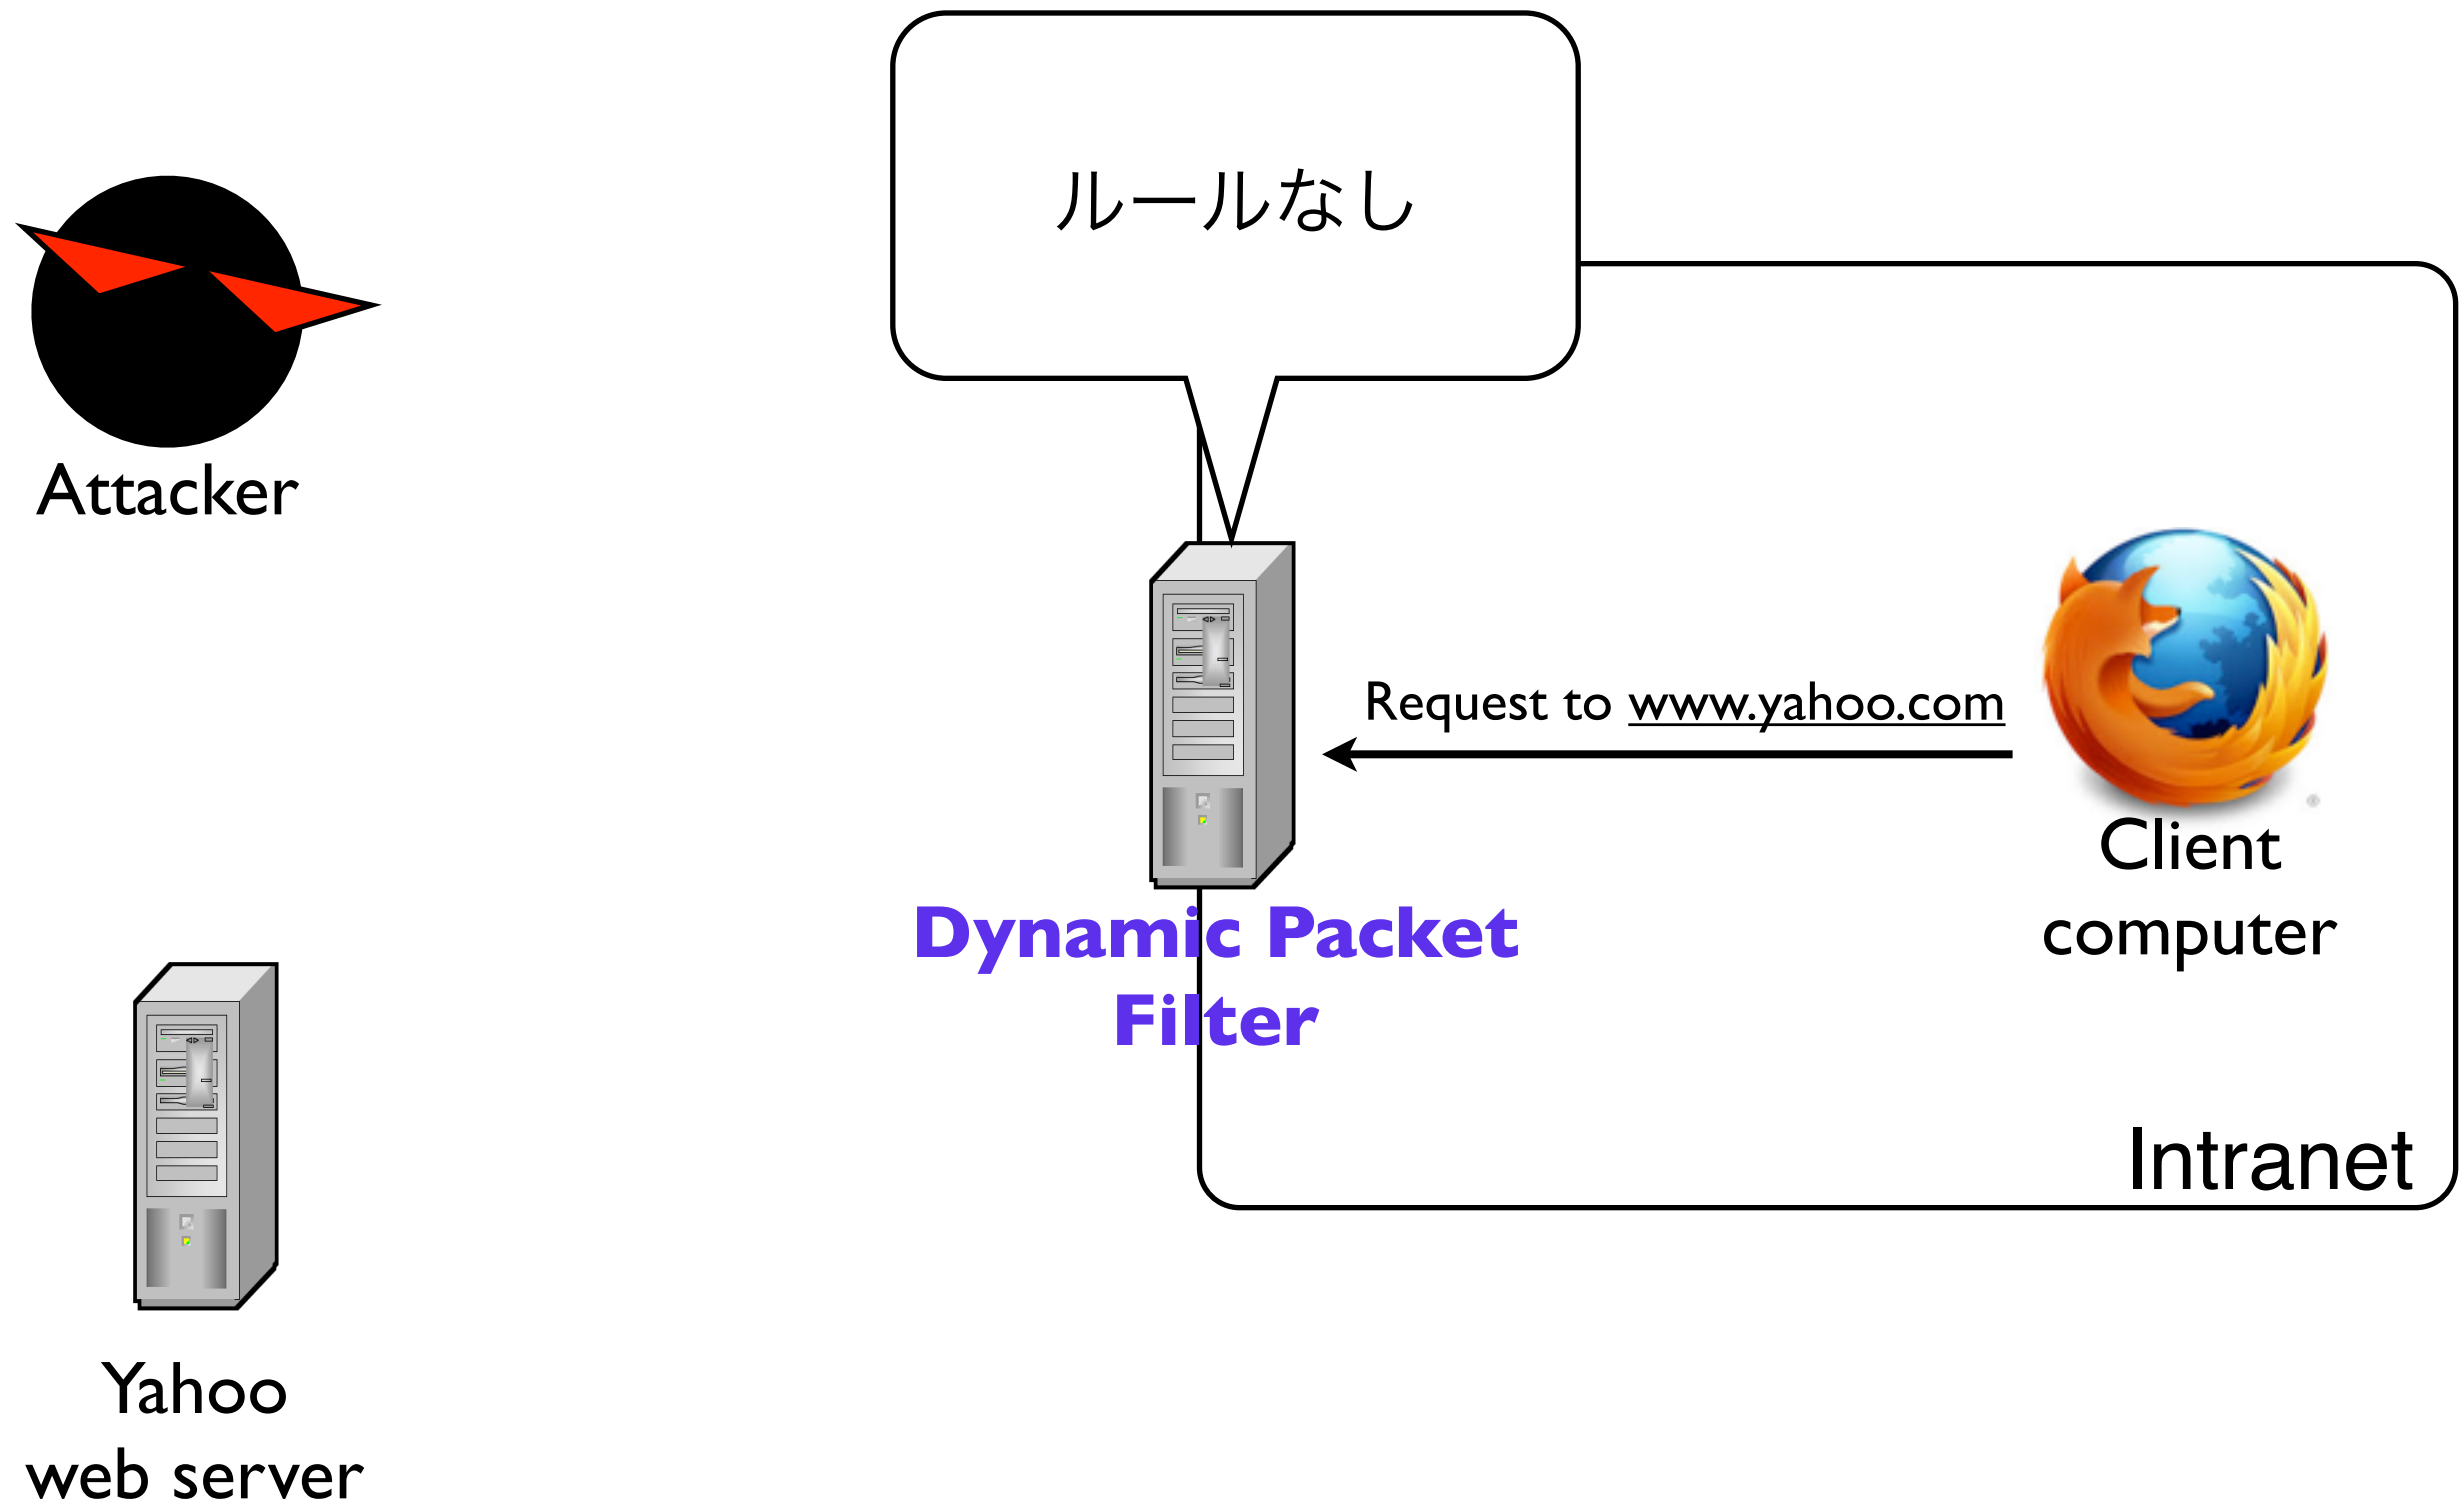 ルールなし
Attacker
Request to www.yahoo.com
Client
computer
Dynamic Packet
Filter
Intranet
Yahoo
web server